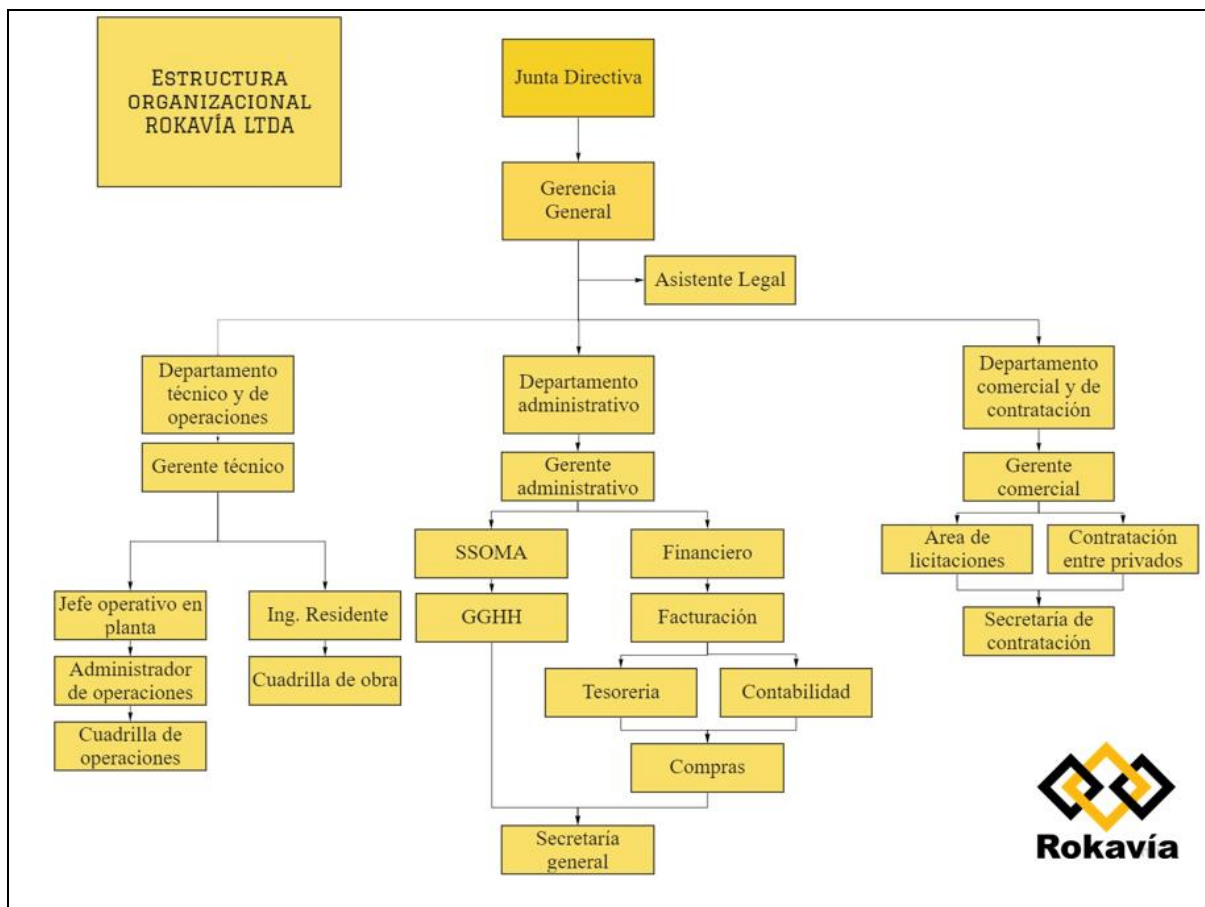 ESTRUCTURA
ORGANIZACIONAL
ROKAVÍA LTDA
Junta Directiva
Gerencia
General
Asistente Legal
Departamento
técnico y de
operaciones
Gerente técnico
Jefe operativo en
planta
Administrador
de operaciones
Cuadrilla de
operaciones
Ing. Residente
Cuadrilla de obra
Departamento
administrativo
Gerente
administrativo
SSOMA
GGHH
Financiero
Facturación
Tesoreria
Contabilidad
Compras
Secretaría
general
Departamento
comercial y de
contratación
Gerente
comercial
Área de
licitaciones
Contratación
entre privados
Secretaría de
contratación
Rokavía